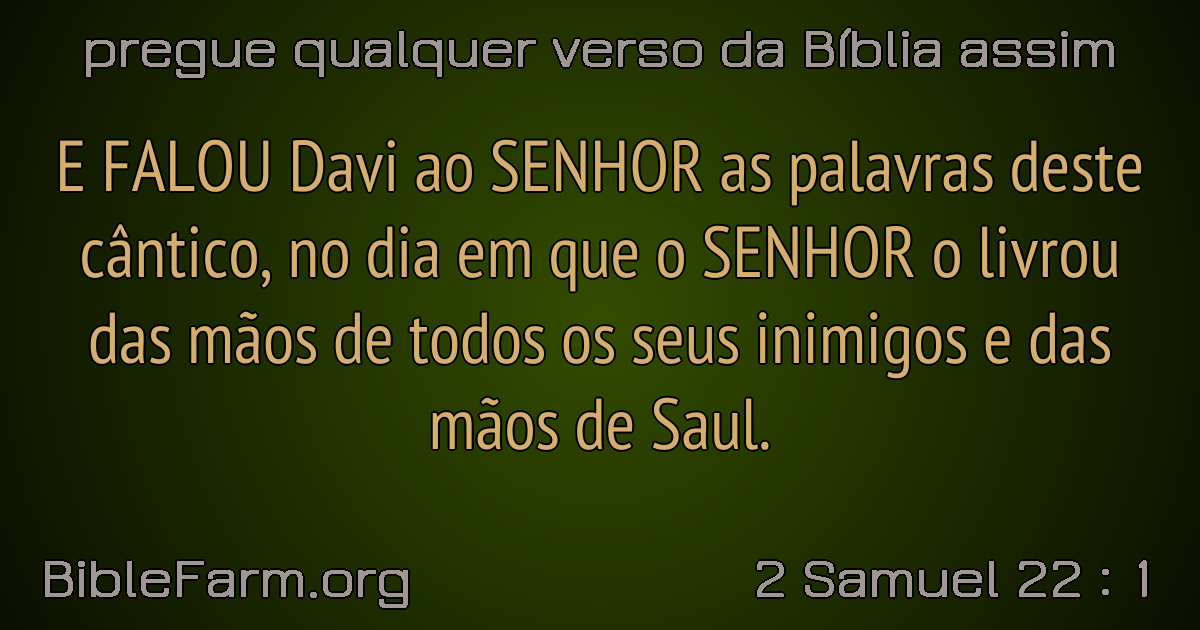 pregue qualquer verso da Bíblia assim
E FALOU Davi ao SENHOR as palavras deste
cântico, no dia em que o SENHOR o livrou
das mãos de todos os seus inimigos e das
mãos de Saul.
BibleFarm.org
2 Samuel 22 : 1